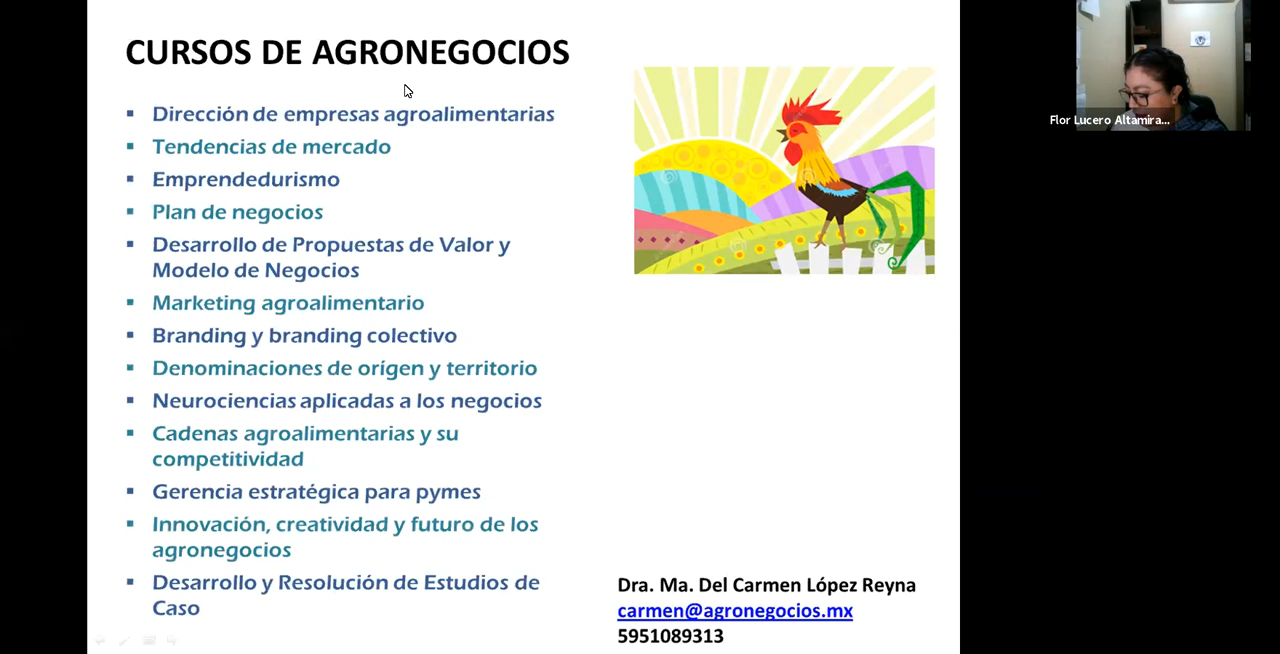 CURSOS DE AGRONEGOCIOS
Dirección de empresas agroalimentarias
Tendencias de mercado
Emprendedurismo
Plan de negocios
Desarrollo de Propuestas de Valor y
Modelo de Negocios
Marketing agroalimentario
Branding y branding colectivo
Denominaciones de orígen y territorio
Neurociencias aplicadas a los negocios
Cadenas agroalimentarias y su
competitividad
Gerencia estratégica para pymes
Innovación, creatividad y futuro de los
agronegocios
Desarrollo y Resolución de Estudios de
Caso
Dra. Ma. Del Carmen López Reyna
carmen@agronegocios.mx
5951089313
Flor Lucero Altamira...